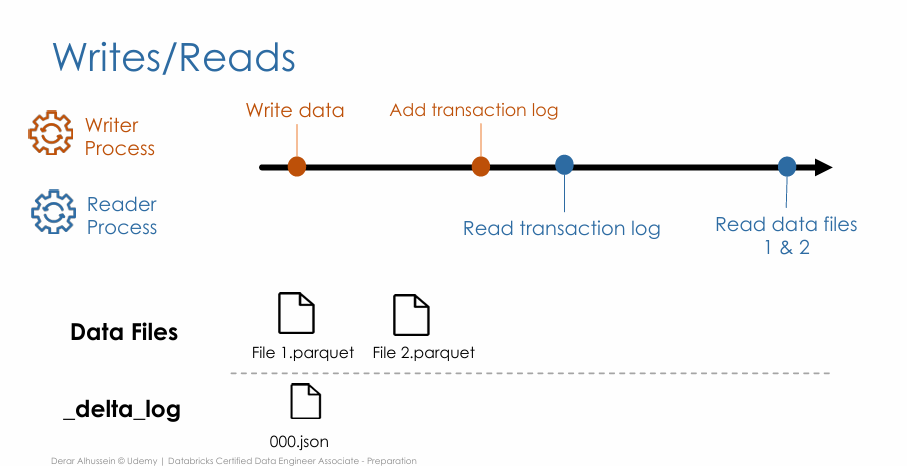 Writes/Reads
Writer
Process
Write data
Add transaction log
Reader
Process
Read transaction log
Read data files
1 & 2
Data Files
File 1.parquet
File 2.parquet
_delta_log
000.json
Derar Alhussein © Udemy | Databricks Certified Data Engineer Associate - Preparation